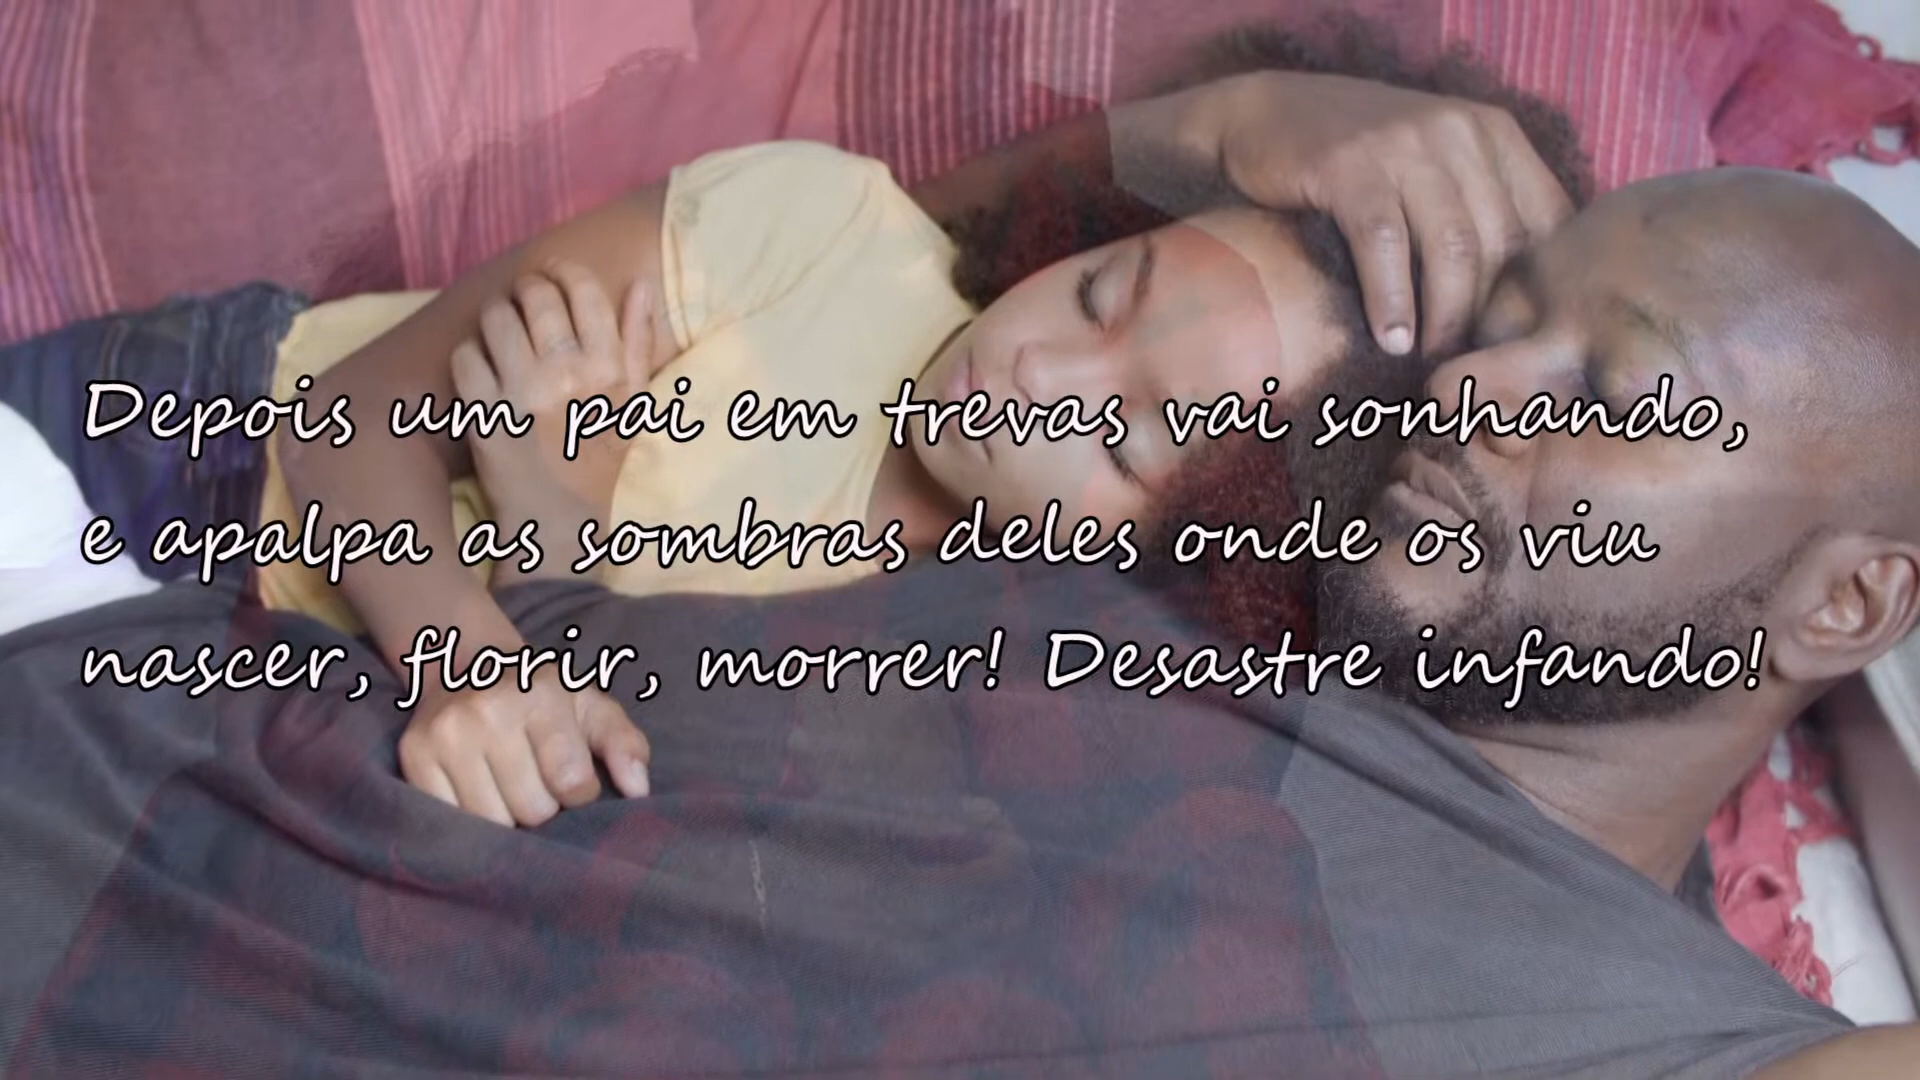 Depois um pai em trevas vai sonhando,
e apalpa as sombras deles onde os viu
nascer, florir, morrer! Desastre infando!